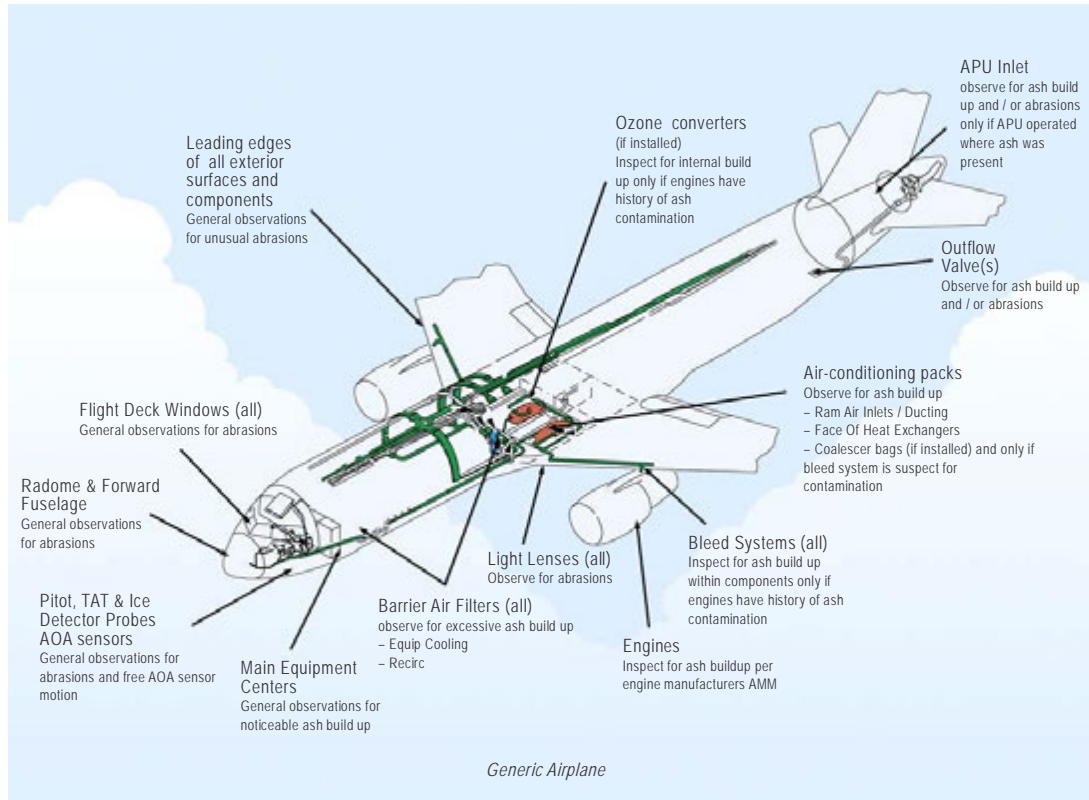 APU Inlet
observe for ash build
up and / or abrasions
only if APU operated
where ash was
present
Ozone converters
(if installed)
Inspect for internal build
up only if engines have
history of ash
contamination
Leading edges
of all exterior
surfaces and
components
General observations
for unusual abrasions
Outflow
Valve(s)
Observe for ash build up
and / or abrasions
Air-conditioning packs
Observe for ash build up
– Ram Air Inlets / Ducting
– Face Of Heat Exchangers
– Coalescer bags (if installed) and only if
bleed system is suspect for
contamination
Flight Deck Windows (all)
General observations for abrasions
Radome & Forward
Fuselage
General observations
for abrasions
Light Lenses (all)
Observe for abrasions
Bleed Systems (all)
Inspect for ash build up
within components only if
engines have history of ash
contamination
Pitot, TAT & Ice
Detector Probes
AOA sensors
General observations for
abrasions and free AOA sensor
motion
Barrier Air Filters (all)
observe for excessive ash build up
– Equip Cooling
– Recirc
Engines
Inspect for ash buildup per
engine manufacturers AMM
Main Equipment
Centers
General observations for
noticeable ash build up
Generic Airplane